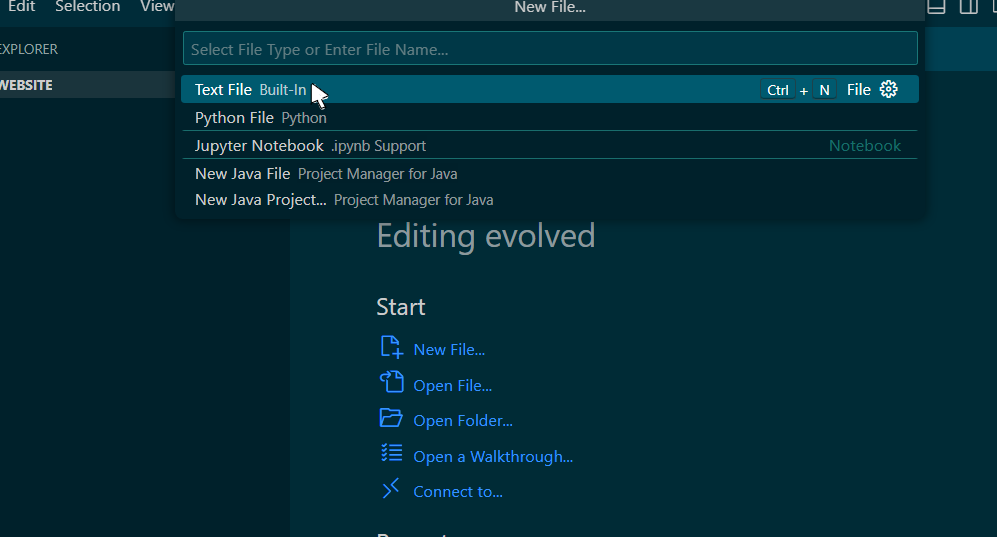 Edit Selection View New File...
EXPLORER
Select File Type or Enter File Name...
WEBSITE
Text File Built-In Ctrl + N File
Python File Python
Jupyter Notebook .ipynb Support Notebook
New Java File Project Manager for Java
New Java Project... Project Manager for Java
Editing evolved
Start
New File...
Open File...
Open Folder...
Open a Walkthrough...
Connect to...